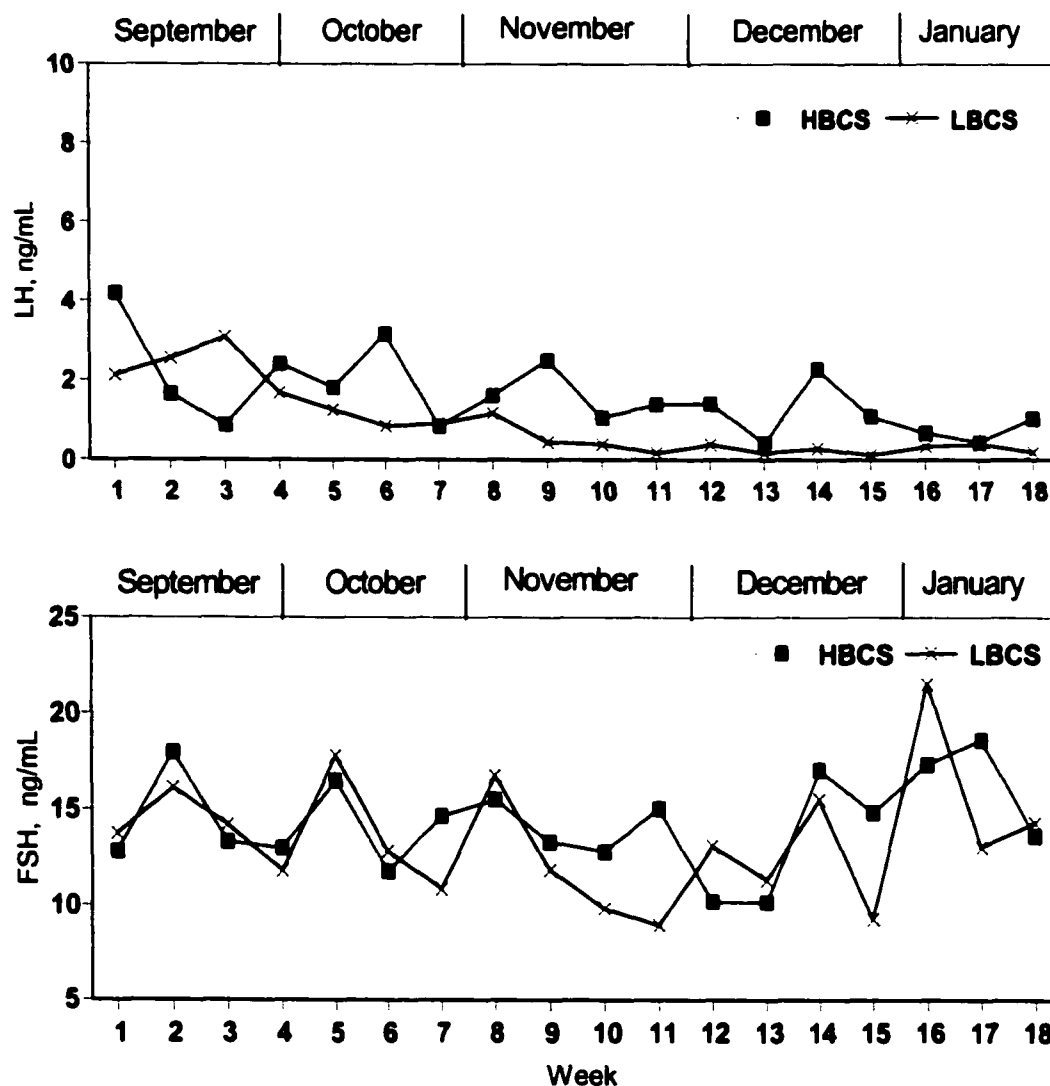 September October November December January
10
HBCS LBCS
8
6
LH, ng/mL
4
2
0
1 2 3 4 5 6 7 8 9 10 11 12 13 14 15 16 17 18
September October November December January
25
HBCS LBCS
20
15
FSH, ng/mL
10
5
1 2 3 4 5 6 7 8 9 10 11 12 13 14 15 16 17 18
Week